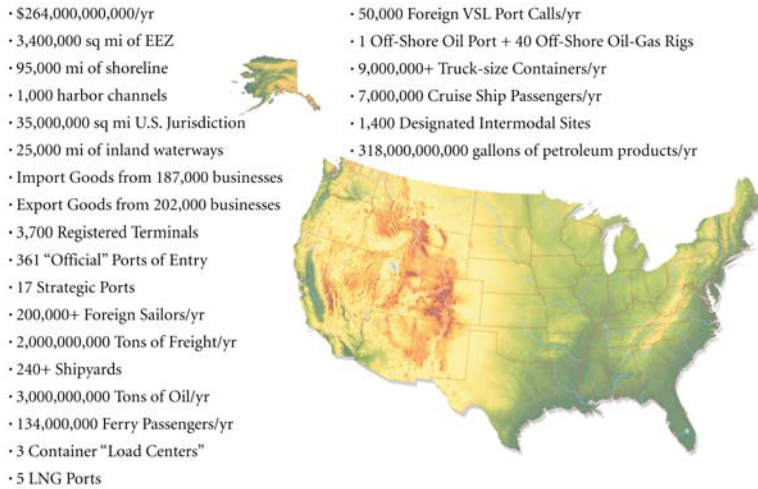 · $264,000,000,000/yr
· 3,400,000 sq mi of EEZ
· 95,000 mi of shoreline
· 1,000 harbor channels
· 35,000,000 sq mi U.S. Jurisdiction
· 25,000 mi of inland waterways
· Import Goods from 187,000 businesses
· Export Goods from 202,000 businesses
· 3,700 Registered Terminals
· 361 “Official” Ports of Entry
· 17 Strategic Ports
· 200,000+ Foreign Sailors/yr
· 2,000,000,000 Tons of Freight/yr
· 240+ Shipyards
· 3,000,000,000 Tons of Oil/yr
· 134,000,000 Ferry Passengers/yr
· 3 Container “Load Centers”
· 5 LNG Ports
· 50,000 Foreign VSL Port Calls/yr
· 1 Off-Shore Oil Port + 40 Off-Shore Oil-Gas Rigs
· 9,000,000+ Truck-size Containers/yr
· 7,000,000 Cruise Ship Passengers/yr
· 1,400 Designated Intermodal Sites
· 318,000,000,000 gallons of petroleum products/yr